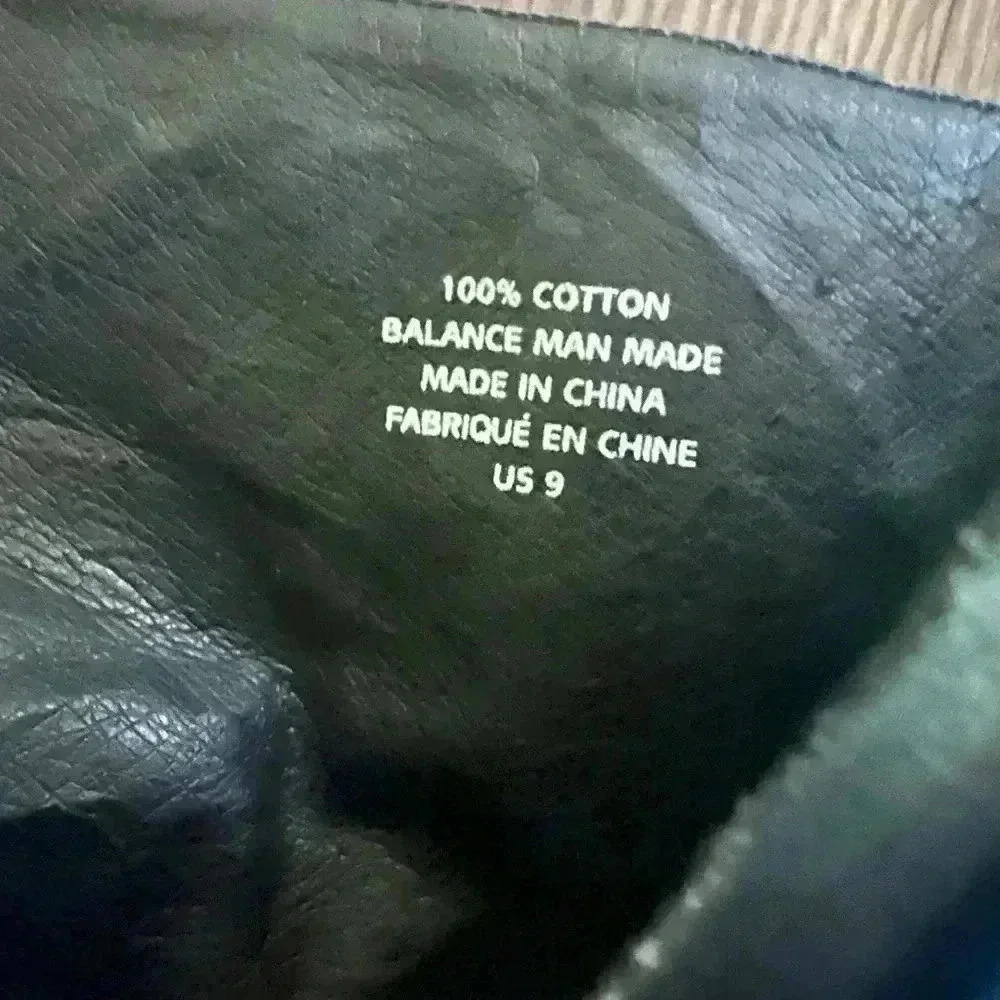 100% COTTON
BALANCE MAN MADE
MADE IN CHINA
FABRIQUÉ EN CHINE
US 9